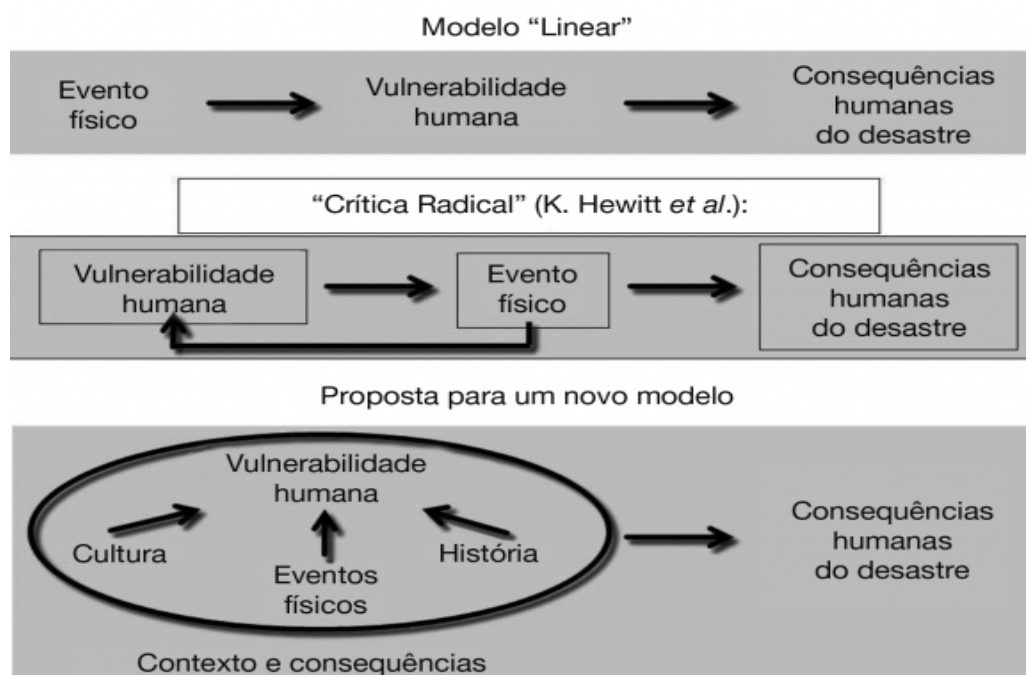 Modelo “Linear”
Evento
físico
Vulnerabilidade
humana
Consequências
humanas
do desastre
“Crítica Radical” (K. Hewitt et al.):
Vulnerabilidade
humana
Evento
físico
Consequências
humanas
do desastre
Proposta para um novo modelo
Vulnerabilidade
humana
Cultura
Eventos
físicos
História
Consequências
humanas
do desastre
Contexto e consequências